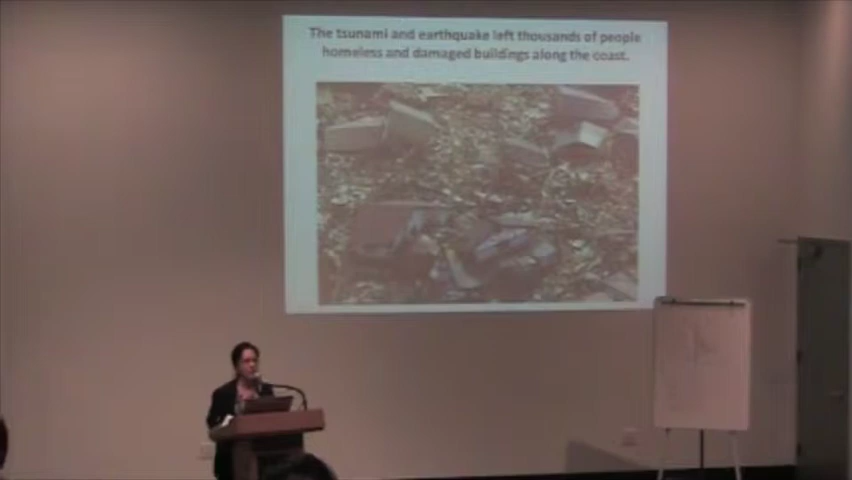 The tsunami and earthquake left thousands of people
homeless and damaged buildings along the coast.